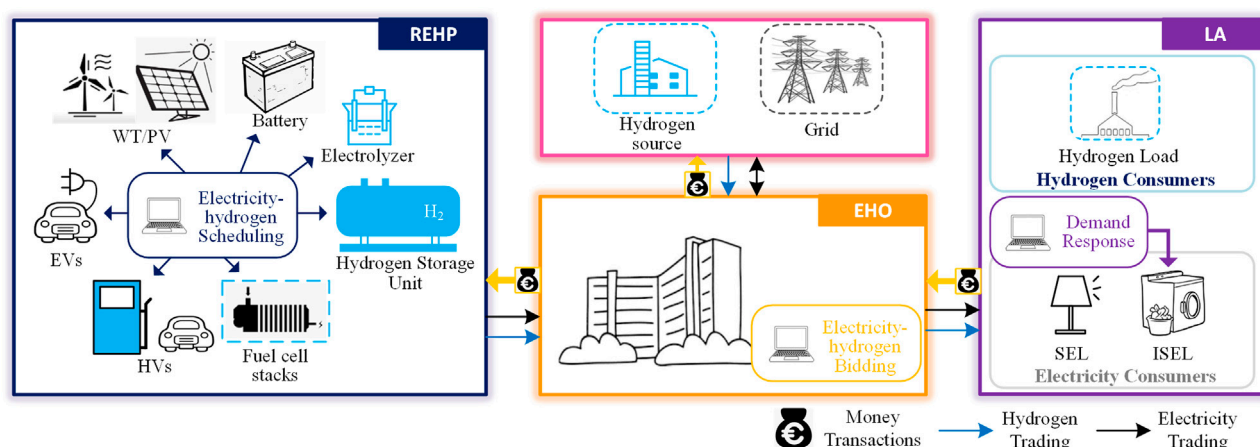 REHP
WT/PV
Battery
Electrolyzer
Electricity-
hydrogen
Scheduling
EVs
H2
Hydrogen Storage
Unit
HVs
Fuel cell
stacks
Hydrogen
source
Grid
EHO
Electricity-
hydrogen
Bidding
LA
Hydrogen Load
Hydrogen Consumers
Demand
Response
SEL
ISEL
Electricity Consumers
Money
Transactions
Hydrogen
Trading
Electricity
Trading